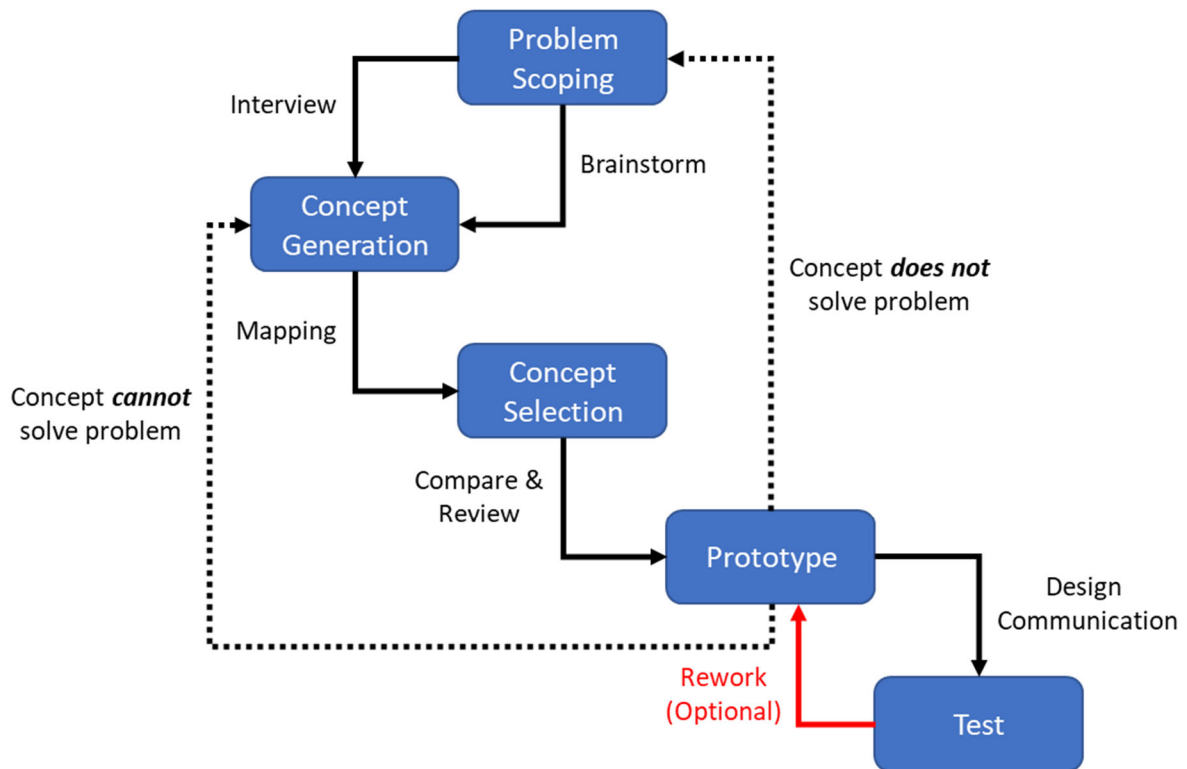 Problem
Scoping
Interview
Brainstorm
Concept
Generation
Concept does not
solve problem
Mapping
Concept
Selection
Concept cannot
solve problem
Compare &
Review
Prototype
Design
Communication
Rework
(Optional)
Test